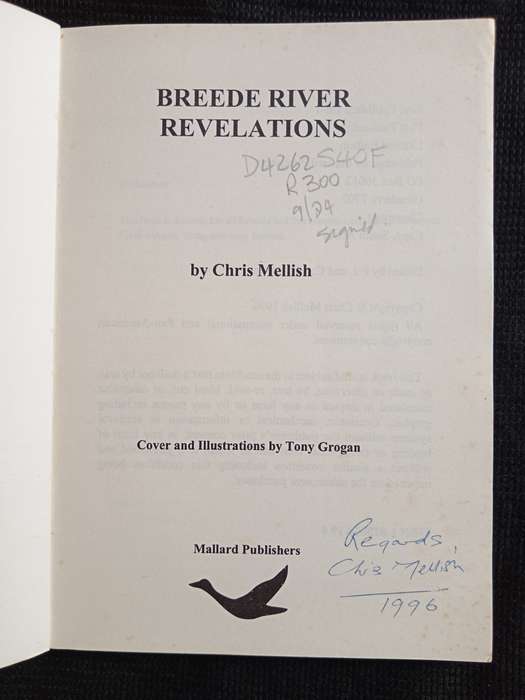 BREEDE RIVER
REVELATIONS
D4262 S40F
R 300
9/24
signed.
by Chris Mellish
Cover and Illustrations by Tony Grogan
Mallard Publishers
Regards,
Chris Mellish
1996